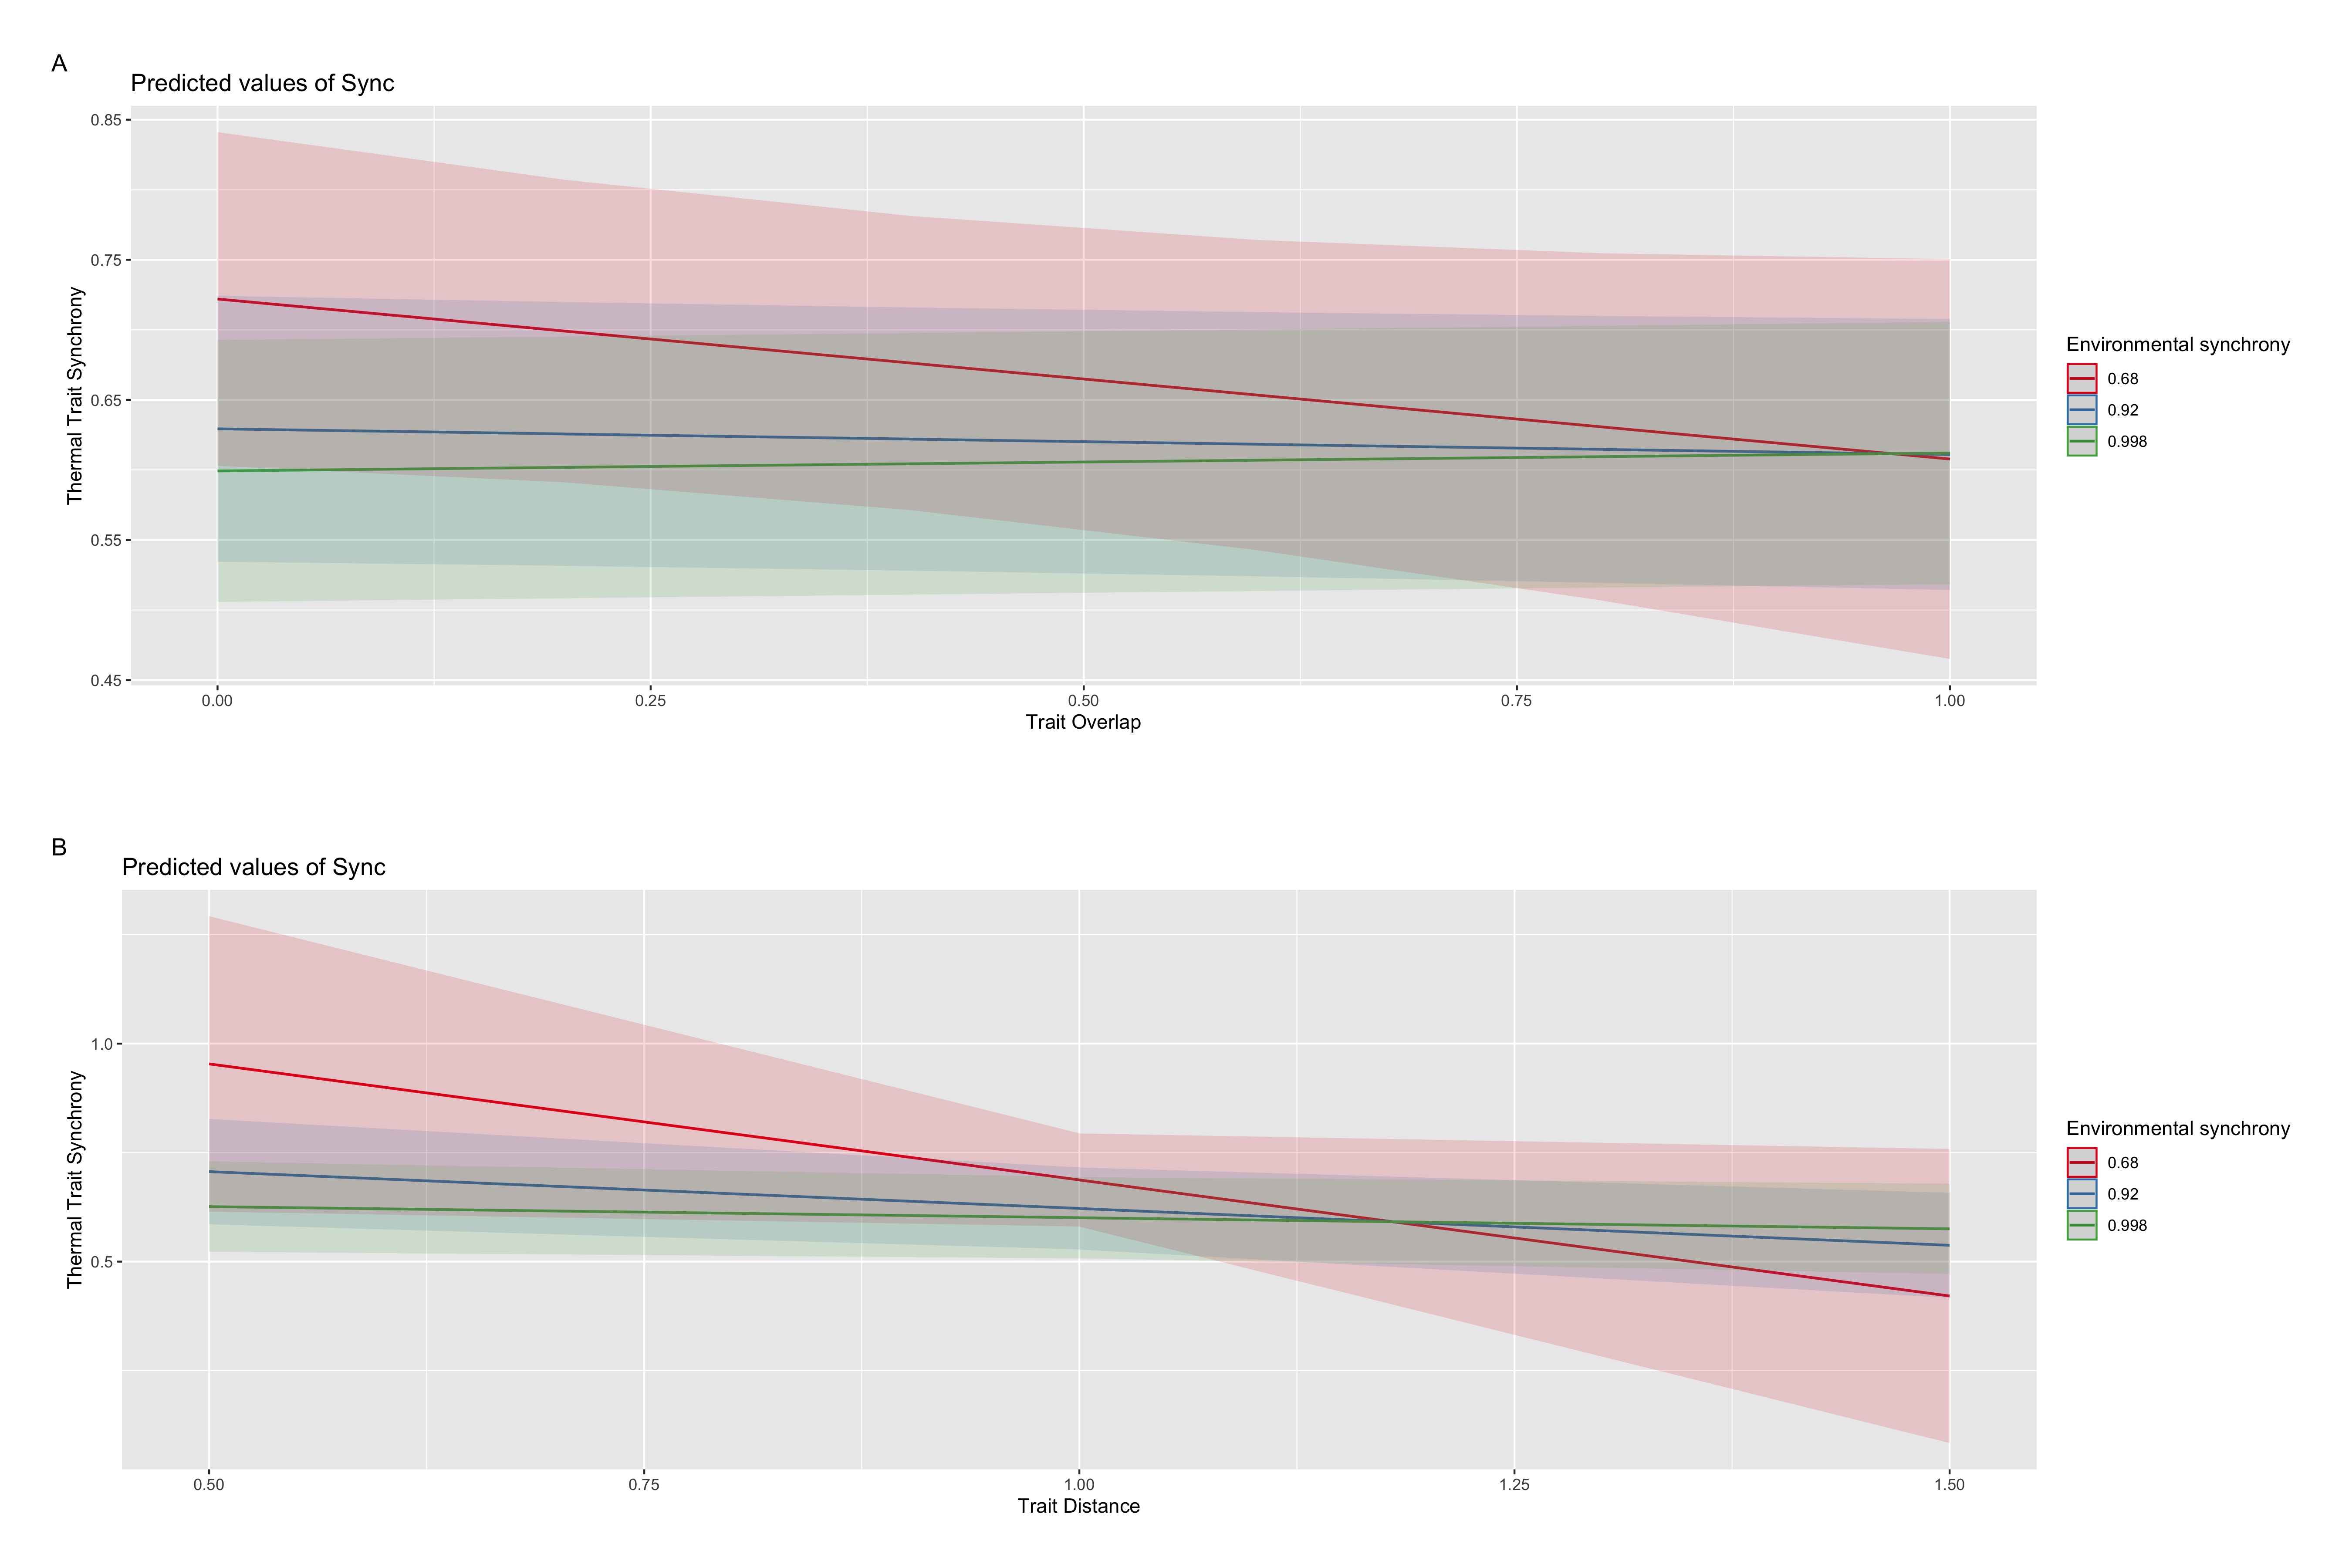 A
Predicted values of Sync
0.85
0.75
0.65
0.55
0.45
Thermal Trait Synchrony
0.00 0.25 0.50 0.75 1.00
Trait Overlap
Environmental synchrony
0.68
0.92
0.998
B
Predicted values of Sync
1.0
0.5
Thermal Trait Synchrony
0.50 0.75 1.00 1.25 1.50
Trait Distance
Environmental synchrony
0.68
0.92
0.998